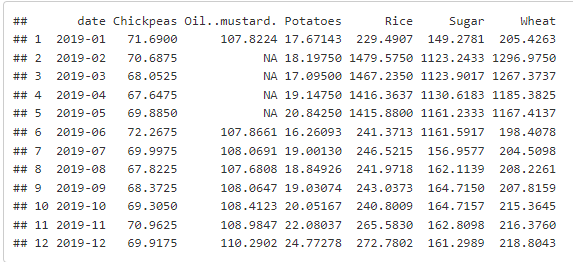 ##       date Chickpeas Oil..mustard. Potatoes      Rice     Sugar     Wheat
## 1  2019-01   71.6900      107.8224 17.67143  229.4907  149.2781  205.4263
## 2  2019-02   70.6875            NA 18.19750 1479.5750 1123.2433 1296.9750
## 3  2019-03   68.0525            NA 17.09500 1467.2350 1123.9017 1267.3737
## 4  2019-04   67.6475            NA 19.14750 1416.3637 1130.6183 1185.3825
## 5  2019-05   69.8850            NA 20.84250 1415.8800 1161.2333 1167.4137
## 6  2019-06   72.2675      107.8661 16.26093  241.3713 1161.5917  198.4078
## 7  2019-07   69.9975      108.0691 19.00130  246.5215  156.9577  204.5098
## 8  2019-08   67.8225      107.6808 18.84926  241.9718  162.1139  208.2261
## 9  2019-09   68.3725      108.0647 19.03074  243.0373  164.7150  207.8159
## 10 2019-10   69.3050      108.4123 20.05167  240.8009  164.7157  215.3645
## 11 2019-11   70.9625      108.9847 22.08037  265.5830  162.8098  216.3760
## 12 2019-12   69.9175      110.2902 24.77278  272.7802  161.2989  218.8043